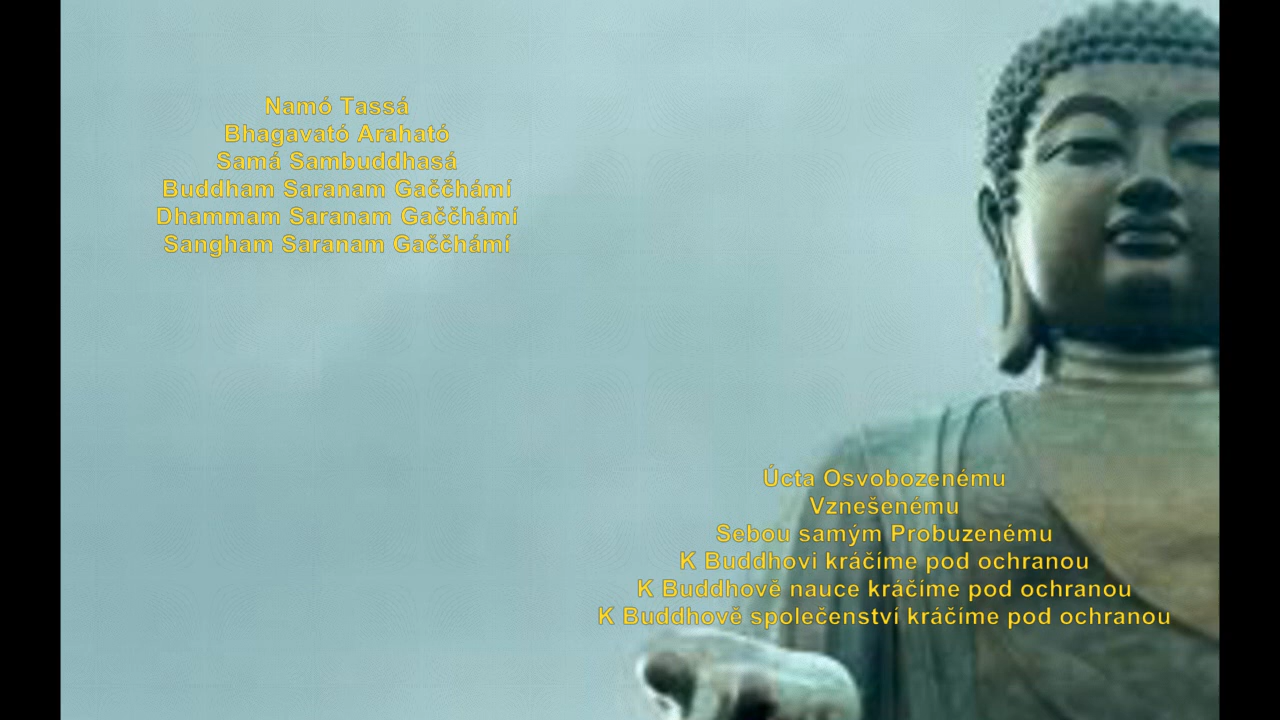 Namó Tassá
Bhagavató Araható
Samá Sambuddhasá
Buddham Saranam Gaččhámí
Dhammam Saranam Gaččhámí
Sangham Saranam Gaččhámí
Úcta Osvobozenému
Vznešenému
Sebou samým Probuzenému
K Buddhovi kráčíme pod ochranou
K Buddhově nauce kráčíme pod ochranou
K Buddhově společenství kráčíme pod ochranou